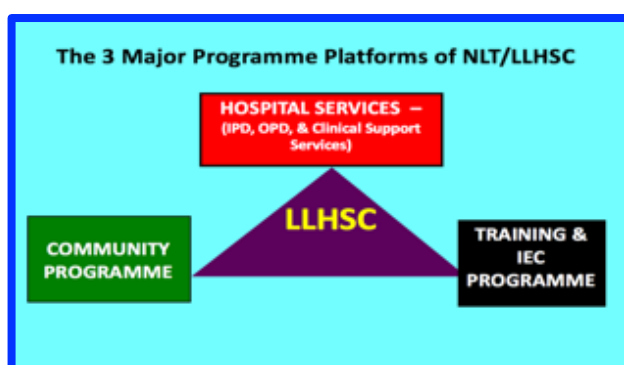 The 3 Major Programme Platforms of NLT/LLHSC
HOSPITAL SERVICES –
(IPD, OPD, & Clinical Support
Services)
LLHSC
COMMUNITY
PROGRAMME
TRAINING &
IEC
PROGRAMME